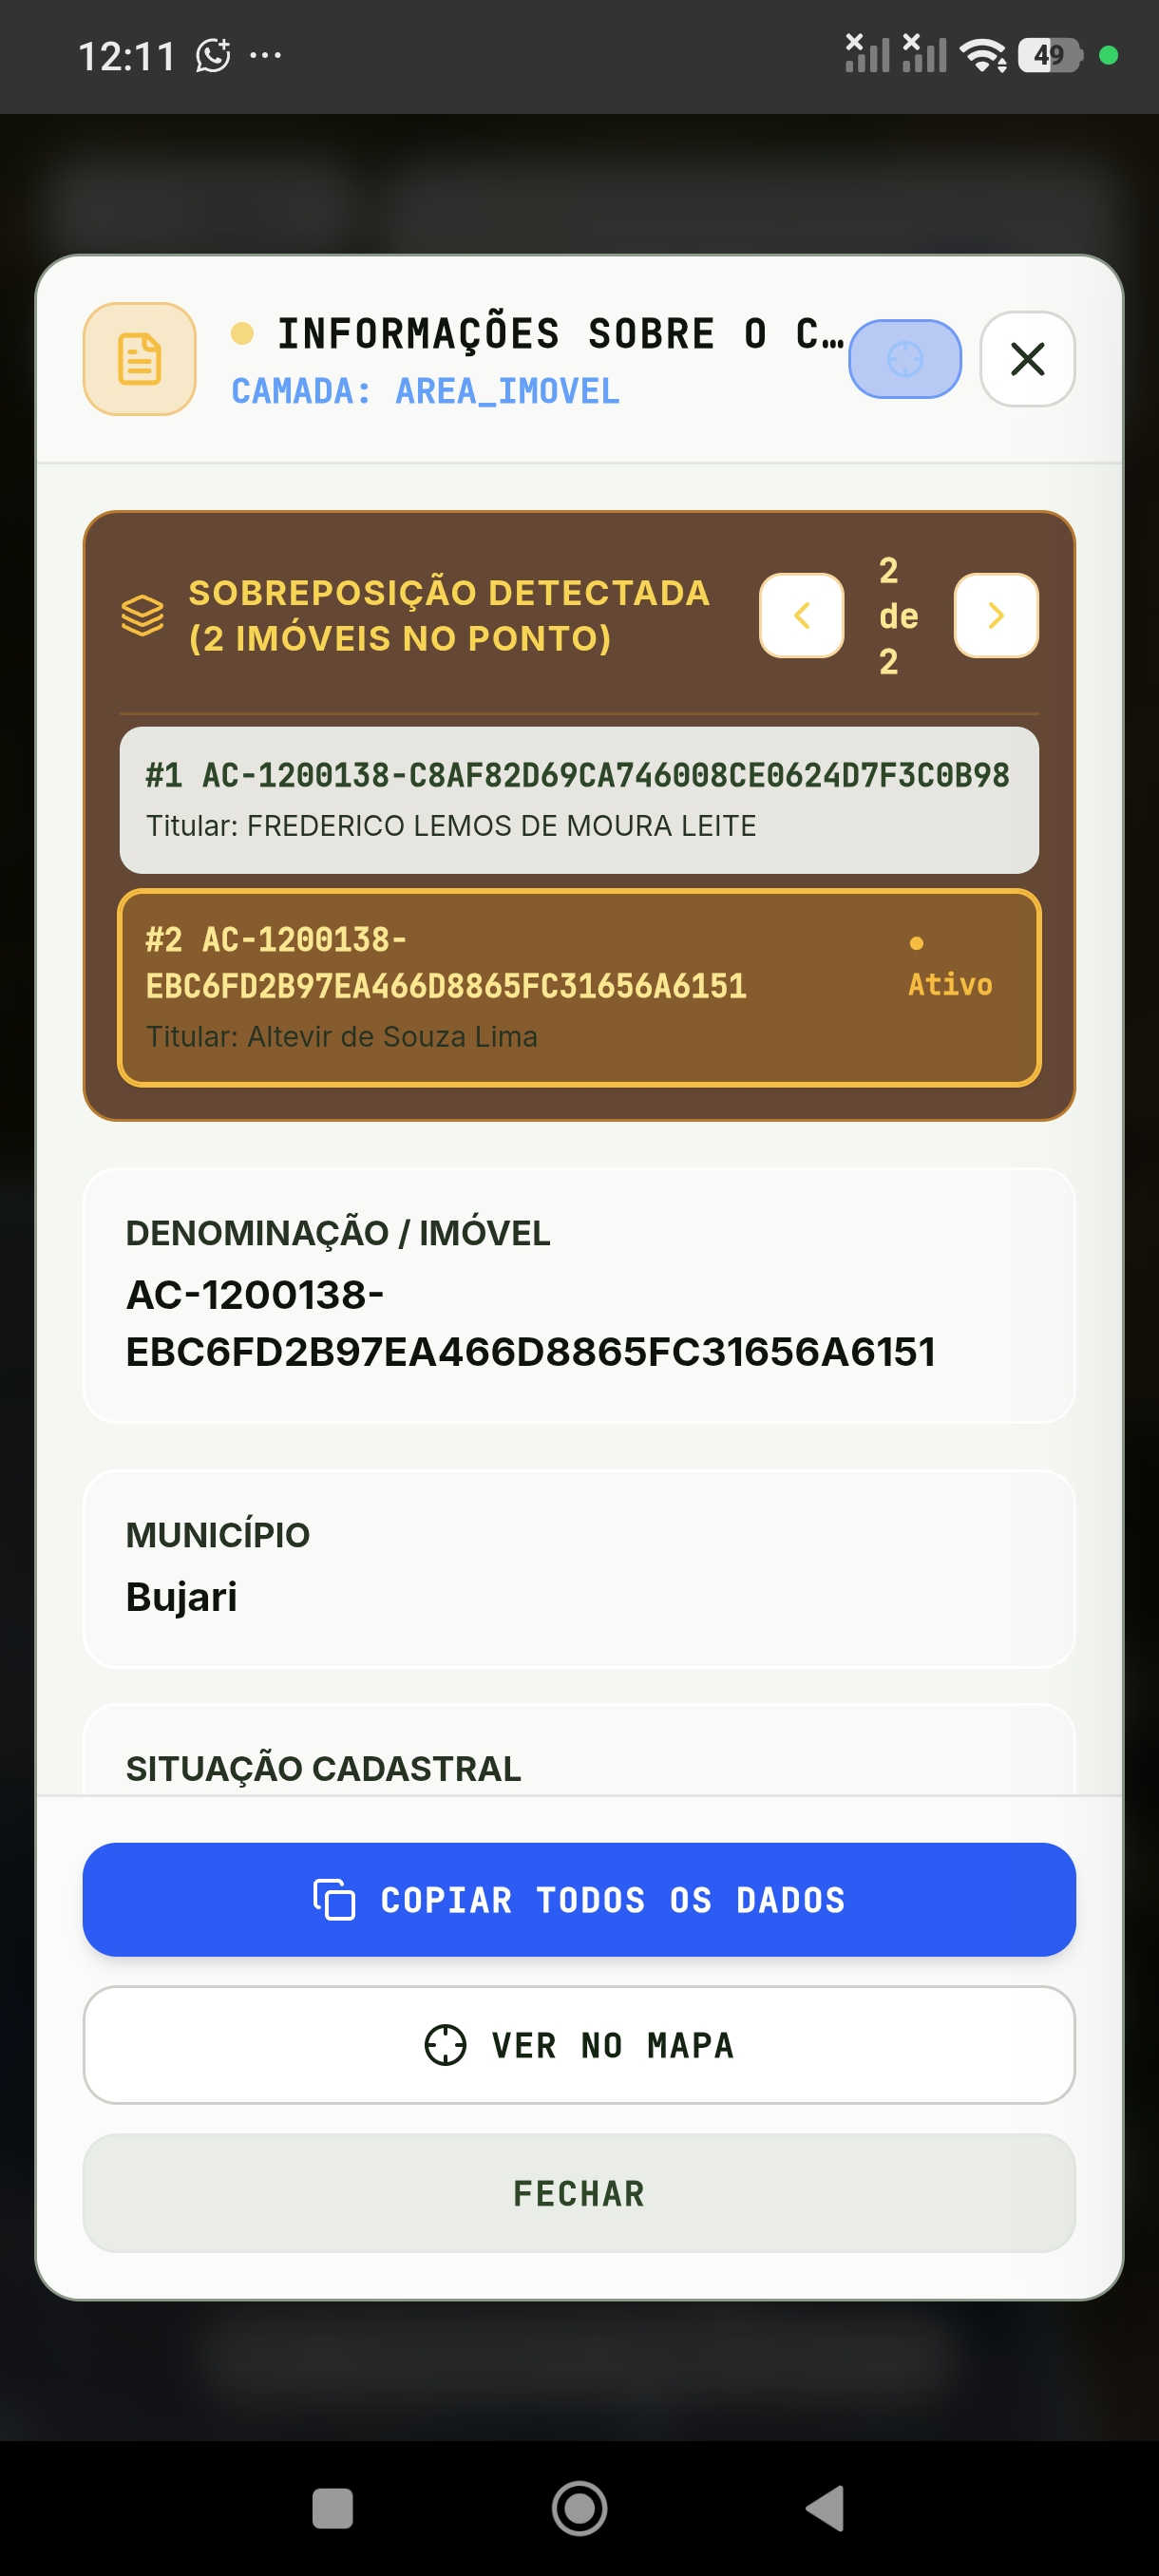 12:11
49
INFORMAÇÕES SOBRE O C…
CAMADA: AREA_IMOVEL
SOBREPOSIÇÃO DETECTADA
(2 IMÓVEIS NO PONTO)
2
de
2
#1 AC-1200138-C8AF82D69CA746008CE0624D7F3C0B98
Titular: FREDERICO LEMOS DE MOURA LEITE
#2 AC-1200138-
EBC6FD2B97EA466D8865FC31656A6151
● Ativo
Titular: Altevir de Souza Lima
DENOMINAÇÃO / IMÓVEL
AC-1200138-
EBC6FD2B97EA466D8865FC31656A6151
MUNICÍPIO
Bujari
SITUAÇÃO CADASTRAL
COPIAR TODOS OS DADOS
VER NO MAPA
FECHAR